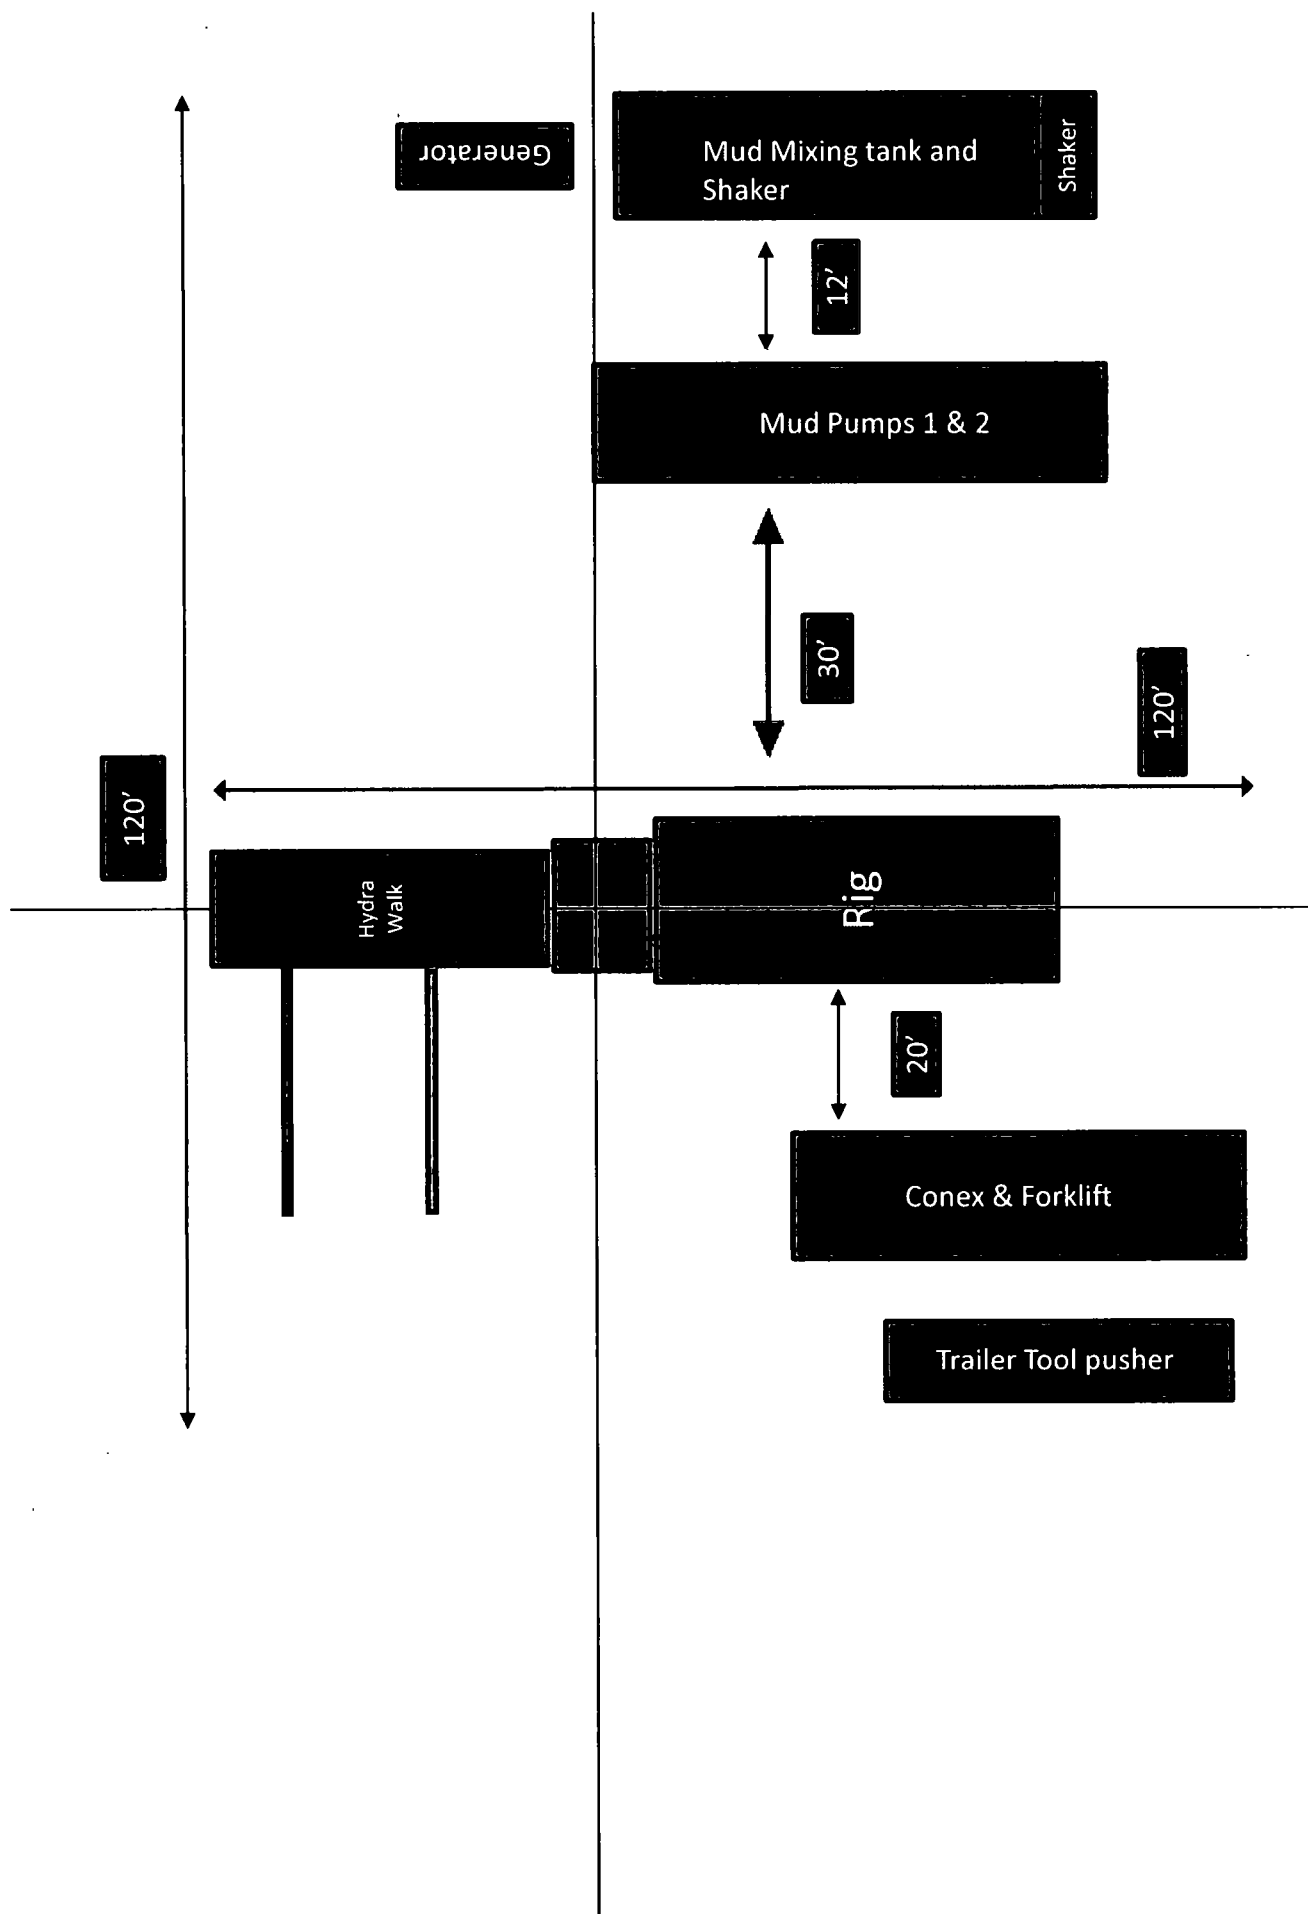 Generator
Mud Mixing tank and
Shaker
Shaker
12’
Mud Pumps 1 & 2
30’
120’
120’
Hydra
Walk
Rig
20’
Conex & Forklift
Trailer Tool pusher